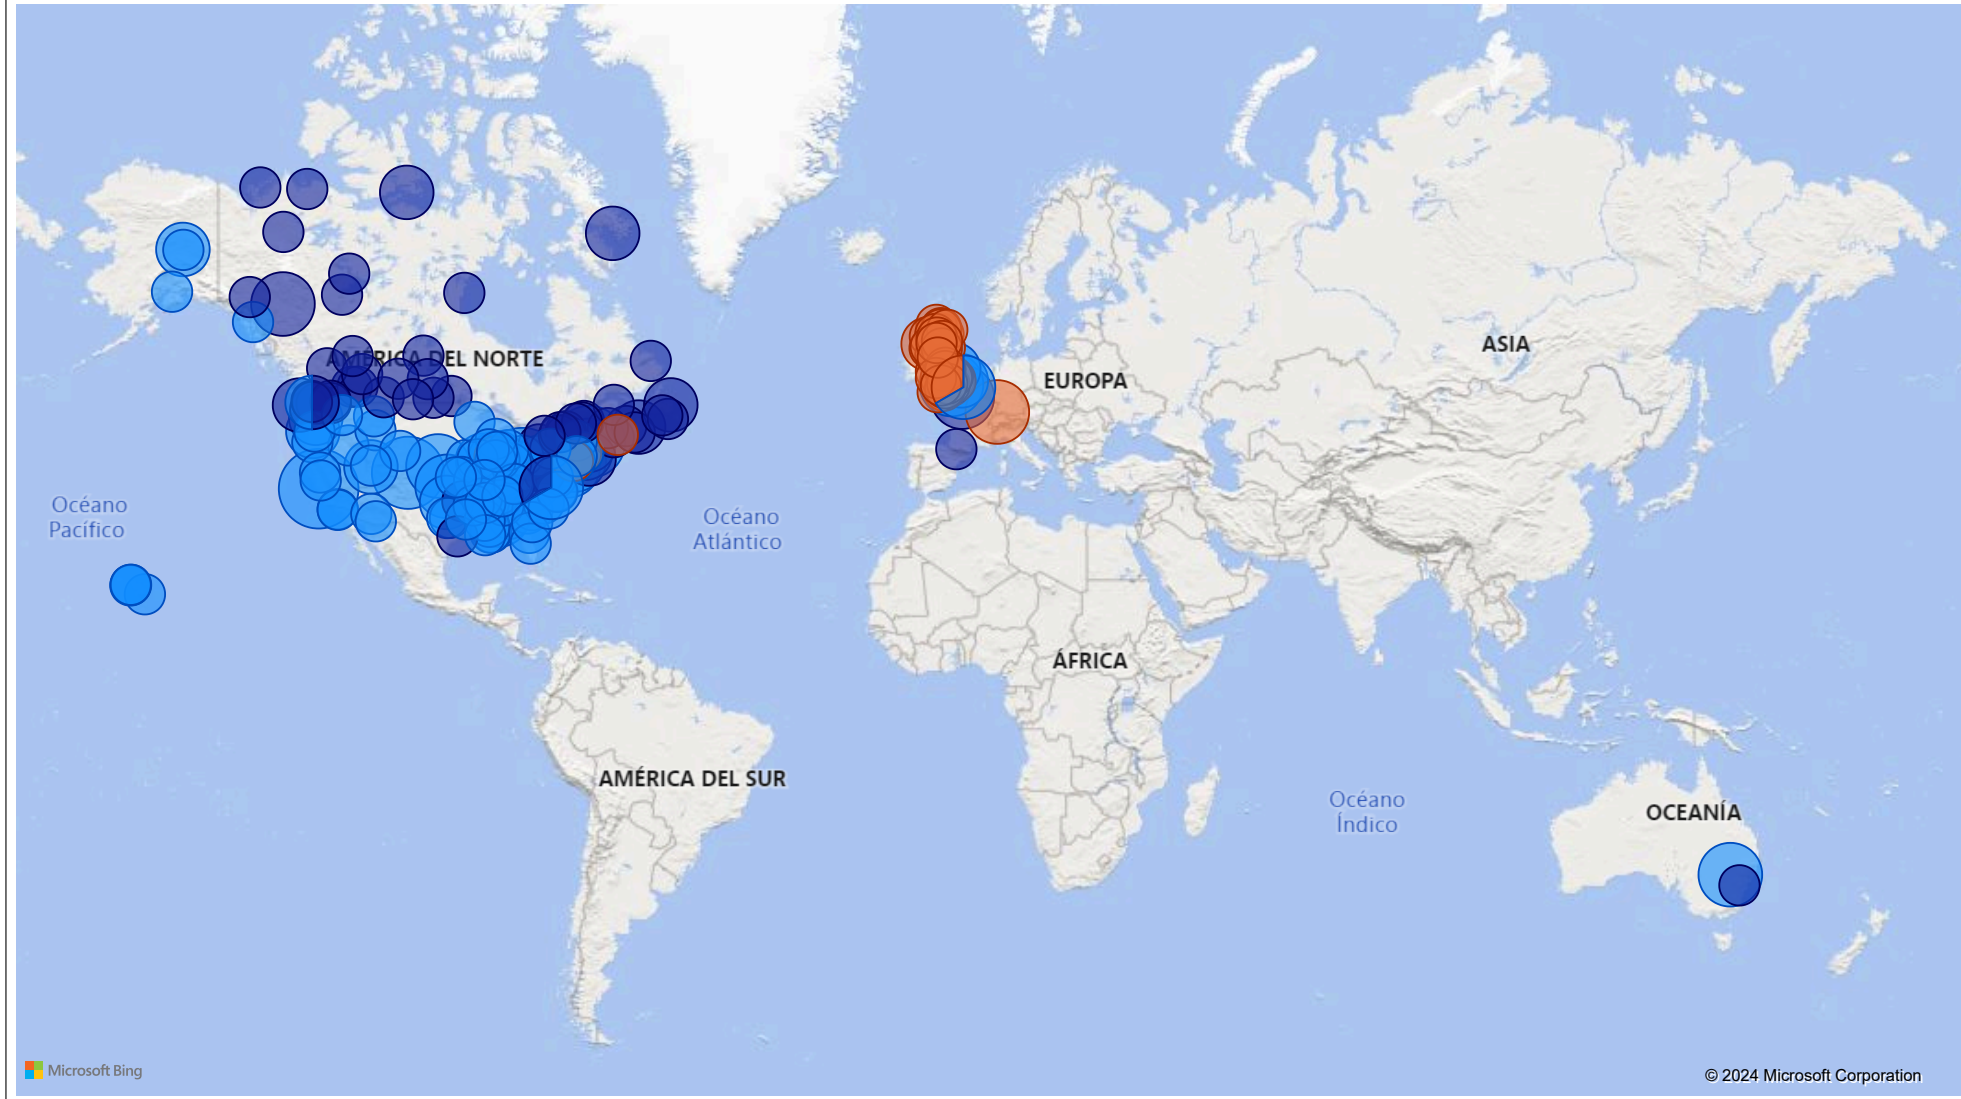 AMÉRICA DEL NORTE
ASIA
EUROPA
Océano
Pacífico
Océano
Atlántico
ÁFRICA
AMÉRICA DEL SUR
Océano
Índico
OCEANÍA
Microsoft Bing
© 2024 Microsoft Corporation